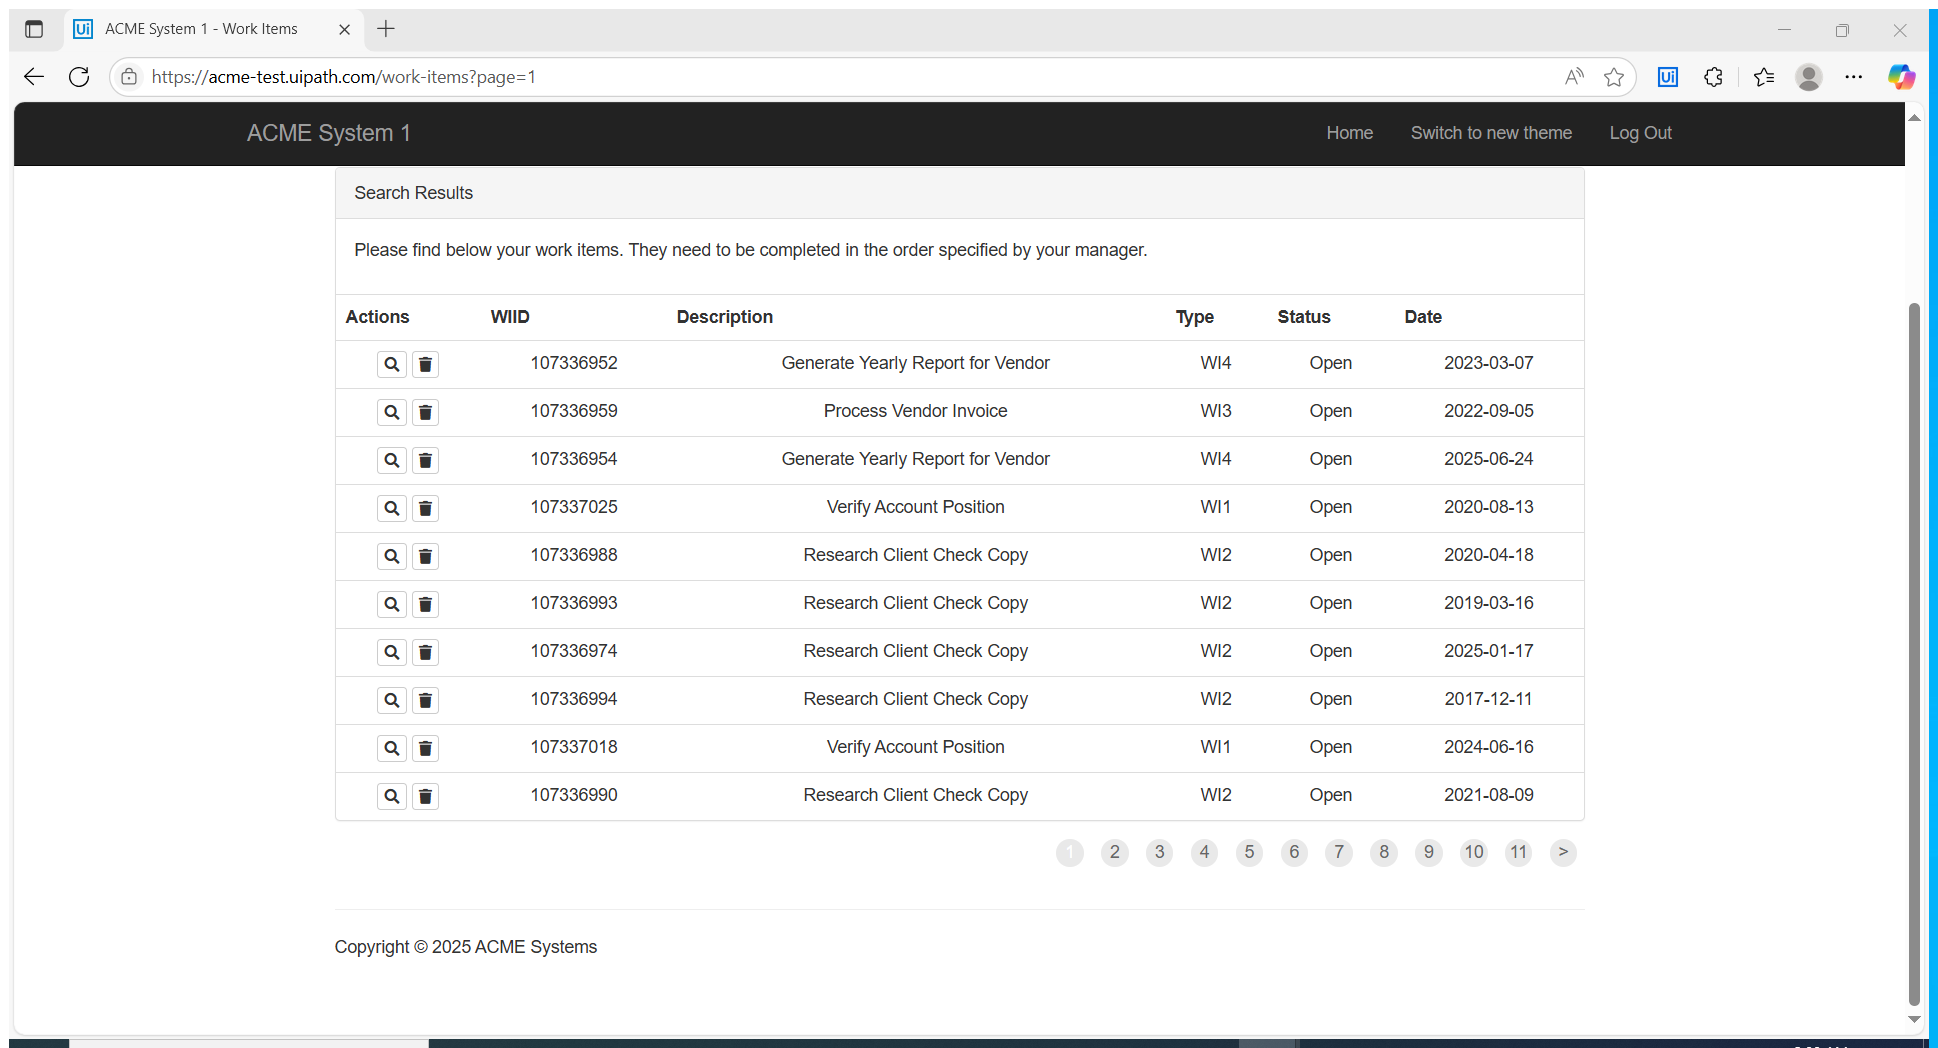 ACME System 1 - Work Items
https://acme-test.uipath.com/work-items?page=1
ACME System 1 Home Switch to new theme Log Out
Search Results
Please find below your work items. They need to be completed in the order specified by your manager.
Actions WIID Description Type Status Date
107336952 Generate Yearly Report for Vendor WI4 Open 2023-03-07
107336959 Process Vendor Invoice WI3 Open 2022-09-05
107336954 Generate Yearly Report for Vendor WI4 Open 2025-06-24
107337025 Verify Account Position WI1 Open 2020-08-13
107336988 Research Client Check Copy WI2 Open 2020-04-18
107336993 Research Client Check Copy WI2 Open 2019-03-16
107336974 Research Client Check Copy WI2 Open 2025-01-17
107336994 Research Client Check Copy WI2 Open 2017-12-11
107337018 Verify Account Position WI1 Open 2024-06-16
107336990 Research Client Check Copy WI2 Open 2021-08-09
1 2 3 4 5 6 7 8 9 10 11 >
Copyright © 2025 ACME Systems